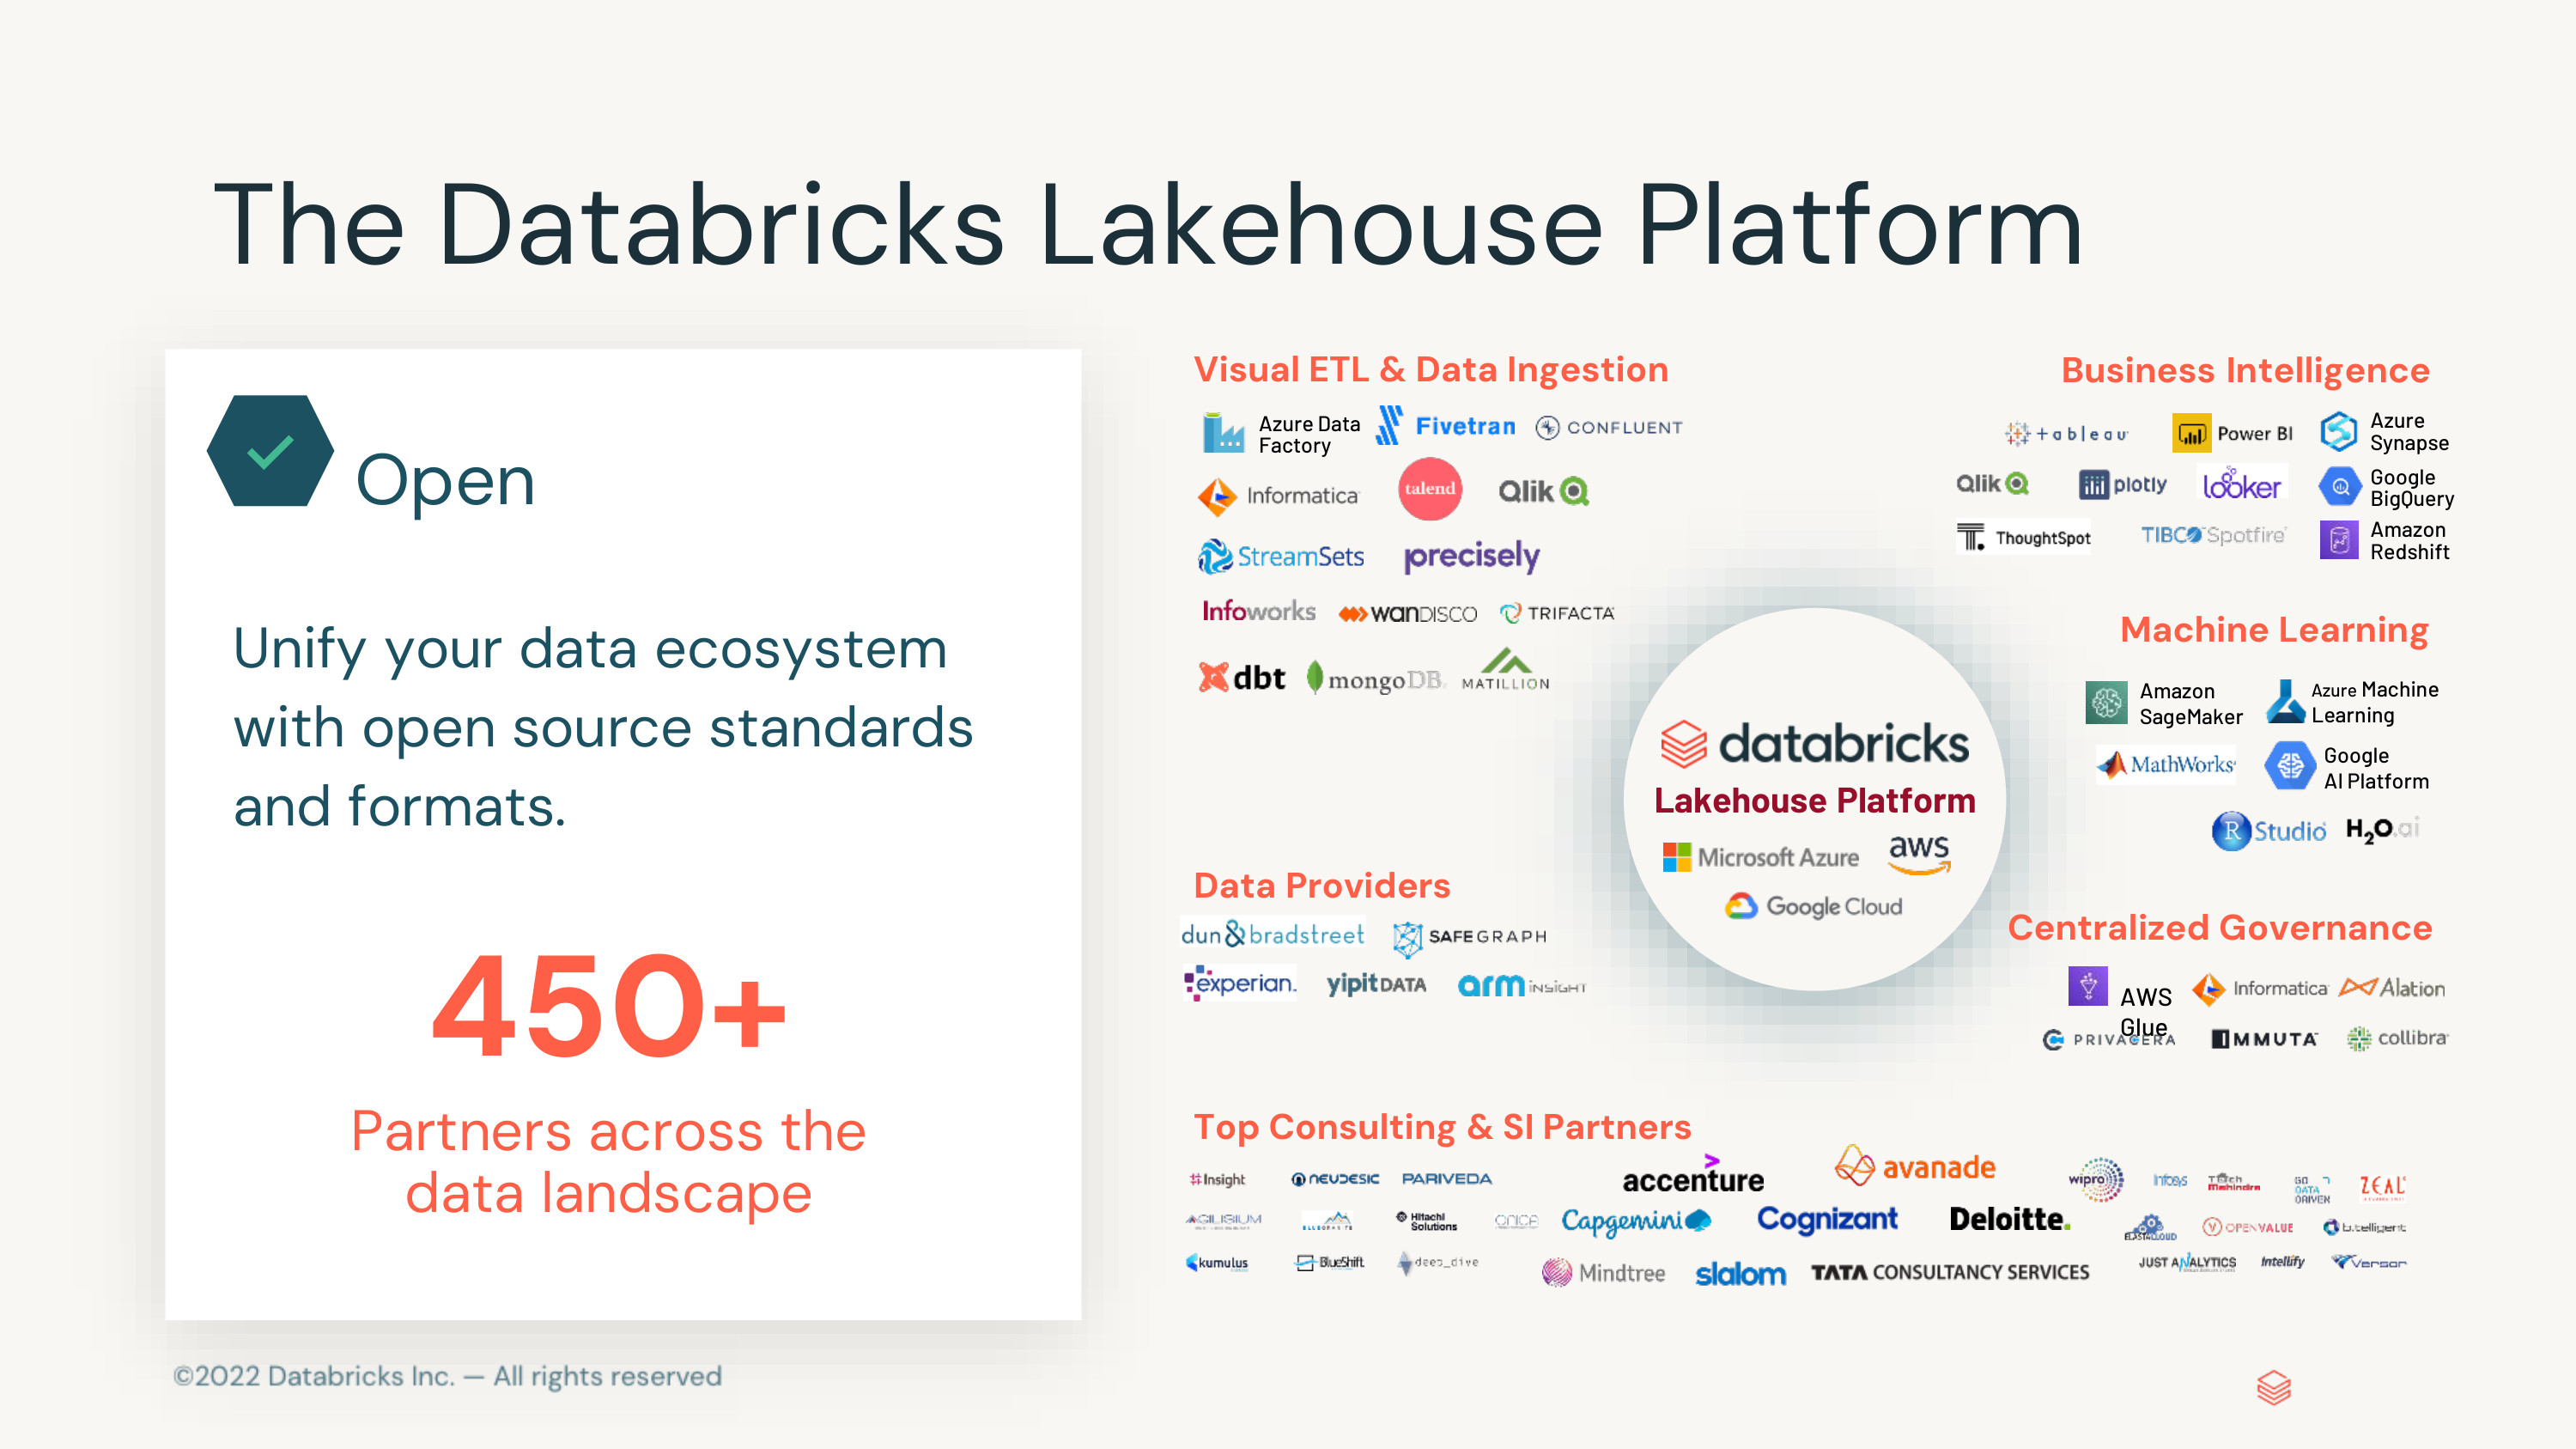 The Databricks Lakehouse Platform
Open
Unify your data ecosystem
with open source standards
and formats.
450+
Partners across the
data landscape
Visual ETL & Data Ingestion
Azure Data
Factory
Fivetran
CONFLUENT
Informatica
talend
Qlik
StreamSets
precisely
Infoworks
WANDISCO
TRIFACTA
dbt
mongoDB
MATILLION
Data Providers
dun & bradstreet
SAFEGRAPH
experian.
yipitDATA
arm iNSiGHT
databricks
Lakehouse Platform
Microsoft Azure
aws
Google Cloud
Business Intelligence
+ableau
Power BI
Azure
Synapse
Qlik
plotly
looker
Google
BigQuery
ThoughtSpot
TIBCO Spotfire
Amazon
Redshift
Machine Learning
Amazon
SageMaker
Azure Machine
Learning
MathWorks
Google
AI Platform
R Studio
H2O.ai
Centralized Governance
AWS
Glue
Informatica
Alation
PRIVACERA
IMMUTA
collibra
Top Consulting & SI Partners
Insight
NEUDESIC
PARIVEDA
accenture
avanade
wipro
Infosys
Tech
Mahindra
GO
DATA
DRIVEN
ZEAL
AGILISIUM
Hitachi
Solutions
Capgemini
Cognizant
Deloitte.
ELASTACLOUD
OPENVALUE
b.telligent
kumulus
BlueShift
deep_dive
Mindtree
slalom
TATA CONSULTANCY SERVICES
JUST ANALYTICS
Intellify
Versor
©2022 Databricks Inc. — All rights reserved